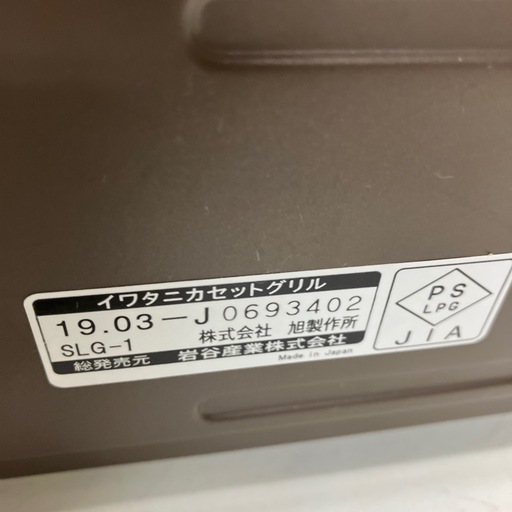 イワタニカセットグリル
19.03-J0693402
SLG-1 株式会社 旭製作所
総発売元 岩谷産業株式会社
Made in Japan
PS
LPG
JIA